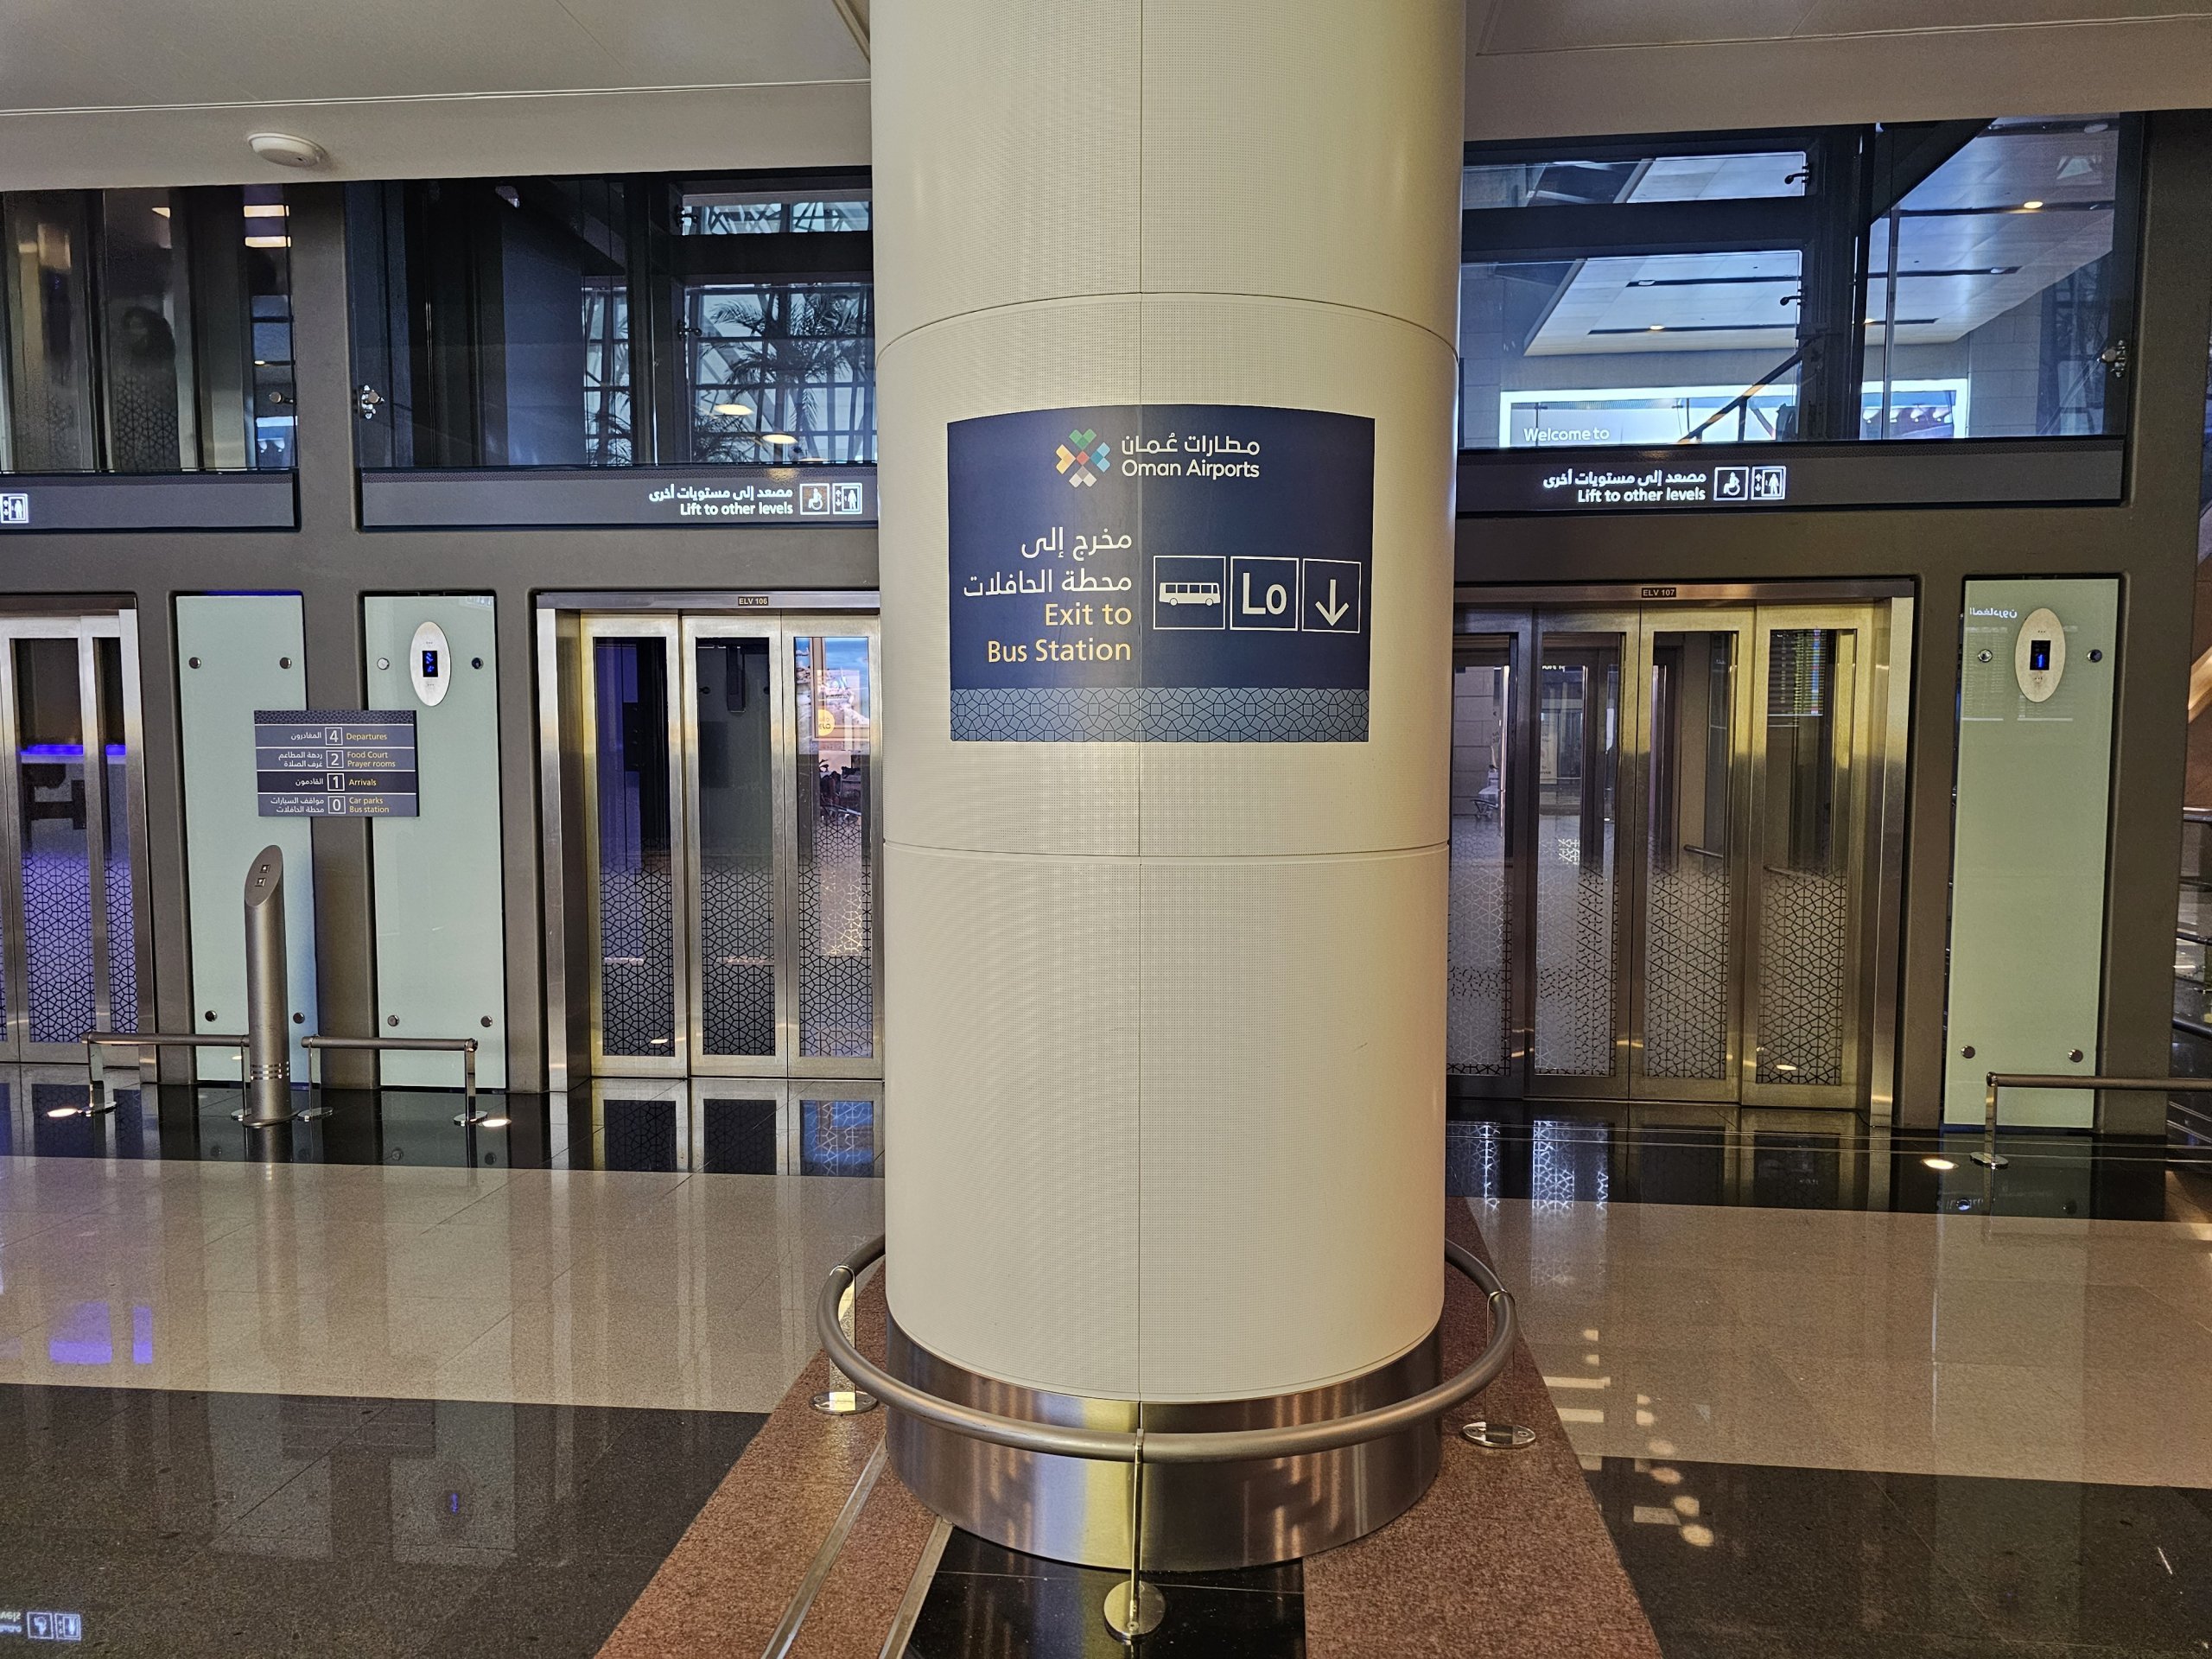 Welcome to
مصعد إلى مستويات أخرى
Lift to other levels
مصعد إلى مستويات أخرى
Lift to other levels
مطارات عُمان
Oman Airports
مخرج إلى
محطة الحافلات
Exit to
Bus Station
Lo
ELV 106
ELV 107
المغادرون 4 Departures
ردهة المطاعم 2 Food Court
غرف الصلاة Prayer rooms
القادمون 1 Arrivals
مواقف السيارات 0 Car parks
محطة الحافلات Bus station
1